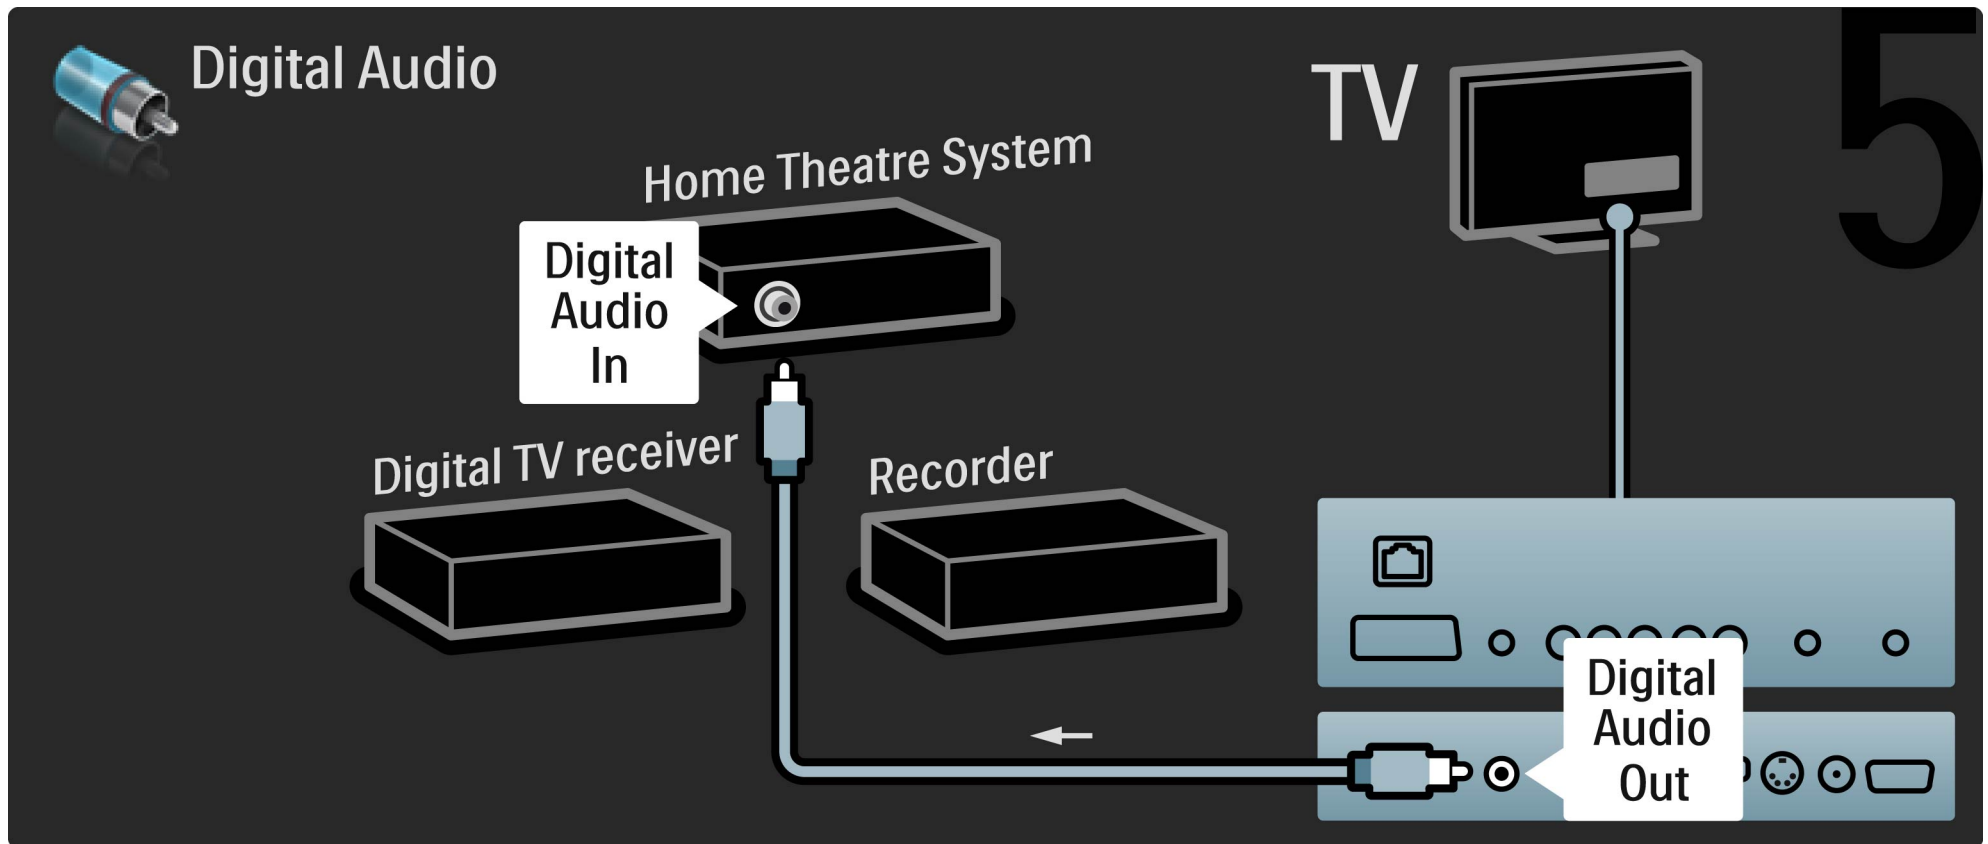 Digital Audio
TV
5
Home Theatre System
Digital
Audio
In
Digital TV receiver
Recorder
Digital
Audio
Out